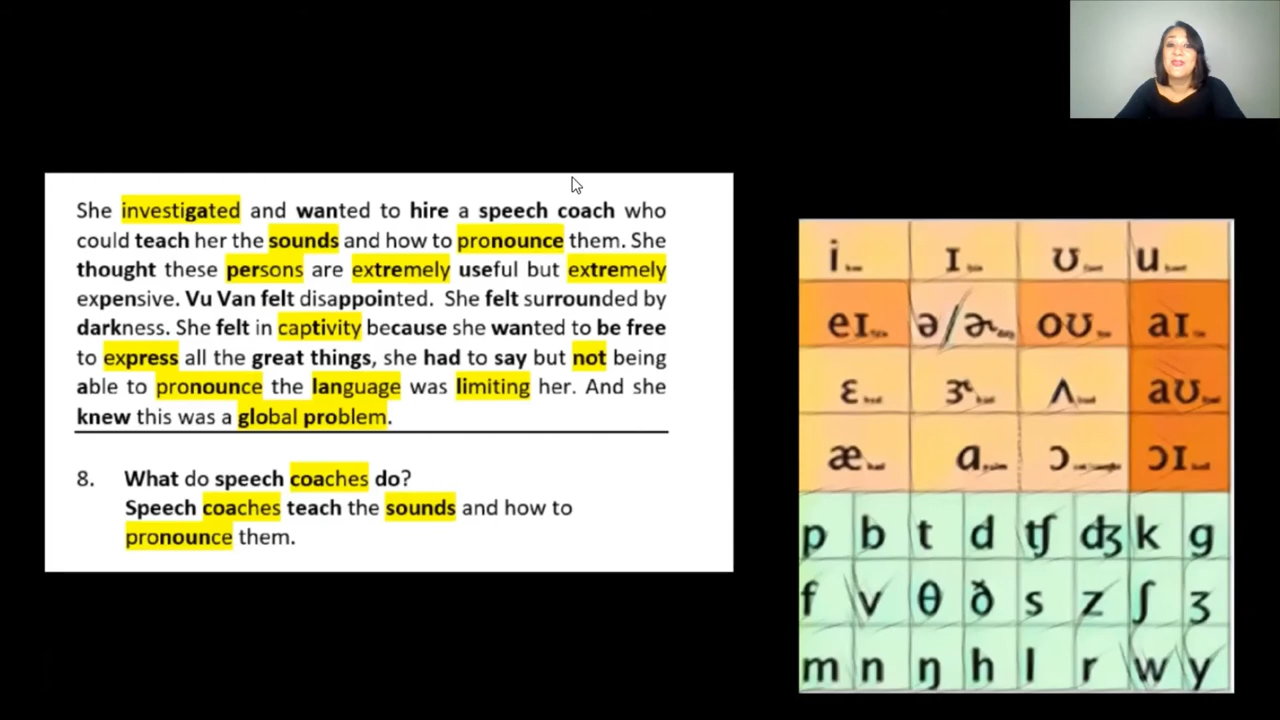 She investigated and wanted to hire a speech coach who
could teach her the sounds and how to pronounce them. She
thought these persons are extremely useful but extremely
expensive. Vu Van felt disappointed. She felt surrounded by
darkness. She felt in captivity because she wanted to be free
to express all the great things, she had to say but not being
able to pronounce the language was limiting her. And she
knew this was a global problem.
8. What do speech coaches do?
Speech coaches teach the sounds and how to
pronounce them.
i ɪ ʊ u
eɪ ə/ɚ oʊ aɪ
ɛ ɝ ʌ aʊ
æ ɑ ɔ ɔɪ
p b t d ʧ ʤ k g
f v θ ð s z ʃ ʒ
m n ŋ h l r w y